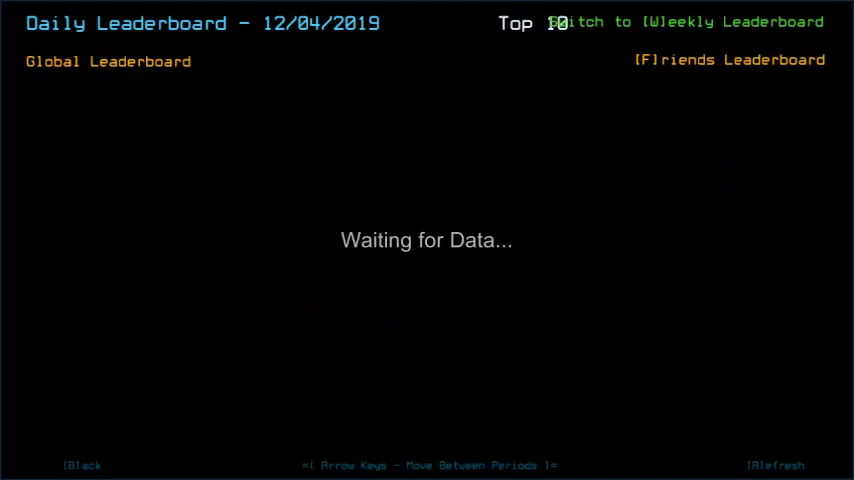 Daily Leaderboard - 12/04/2019
Top 10
Switch to [W]eekly Leaderboard
Global Leaderboard
[F]riends Leaderboard
Waiting for Data...
[B]ack
=[ Arrow Keys - Move Between Periods ]=
[R]efresh